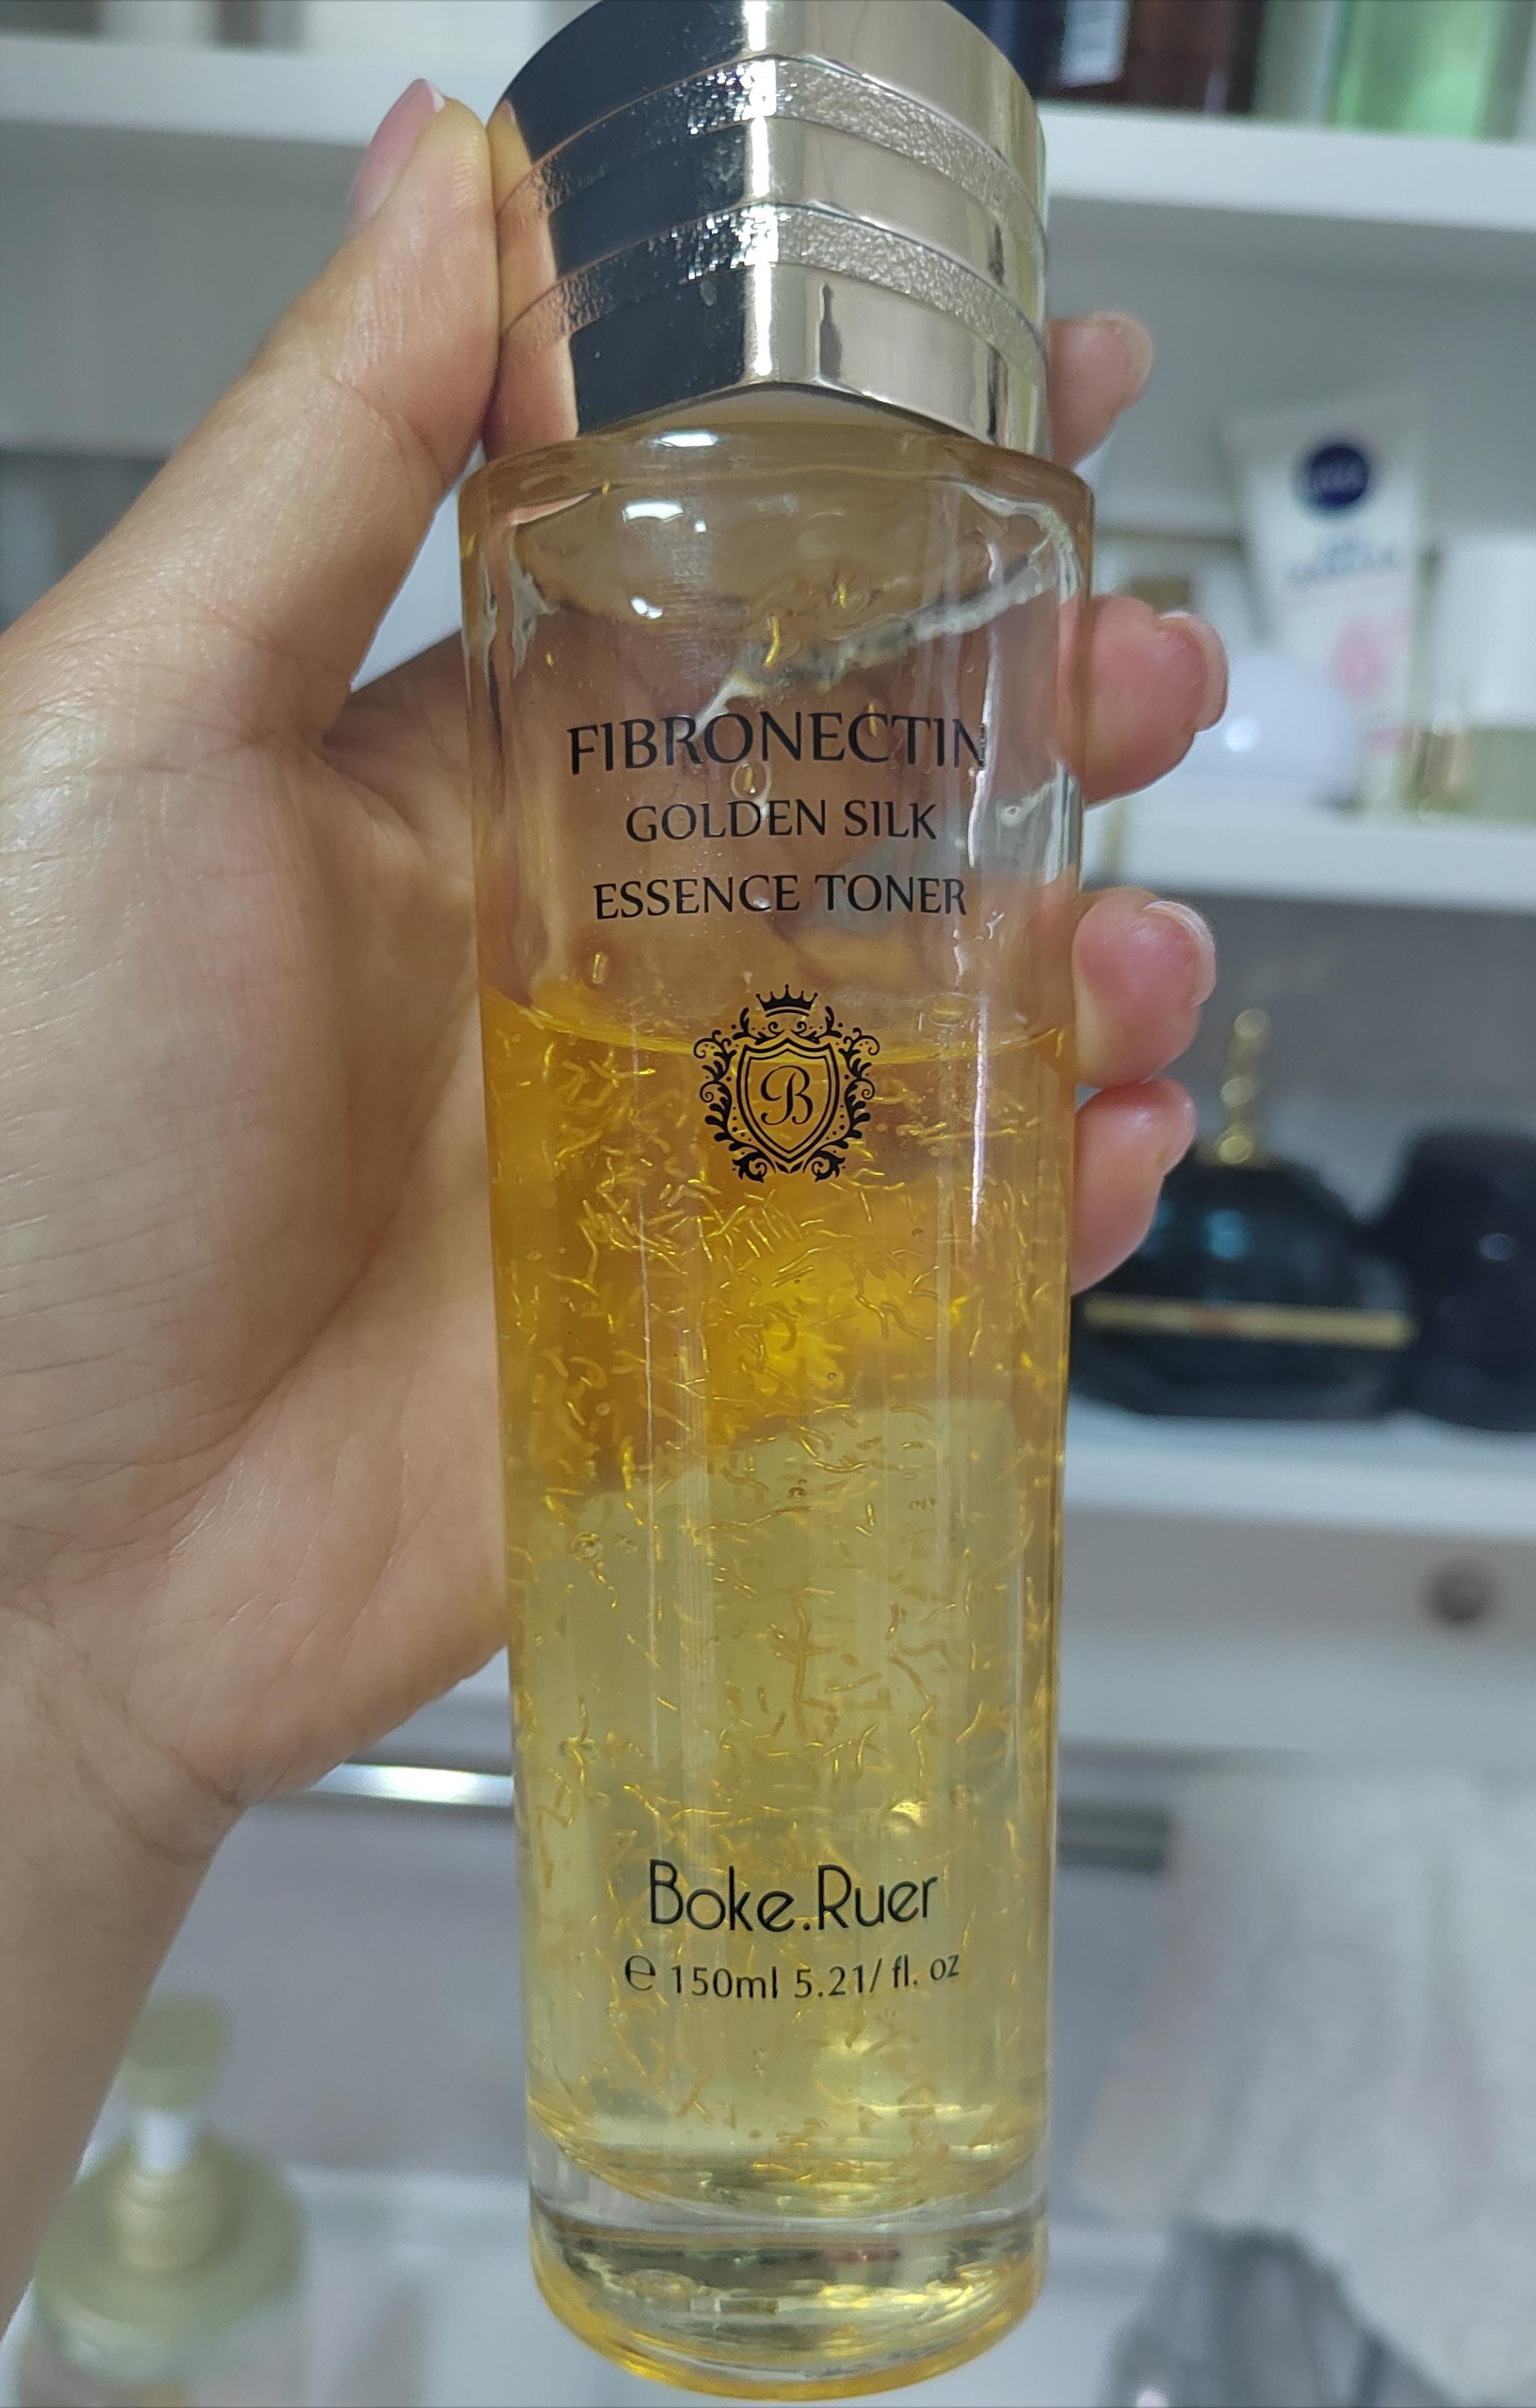 FIBRONECTIN
GOLDEN SILK
ESSENCE TONER
B
Boke.Ruer
℮ 150ml 5.21/ fl. oz